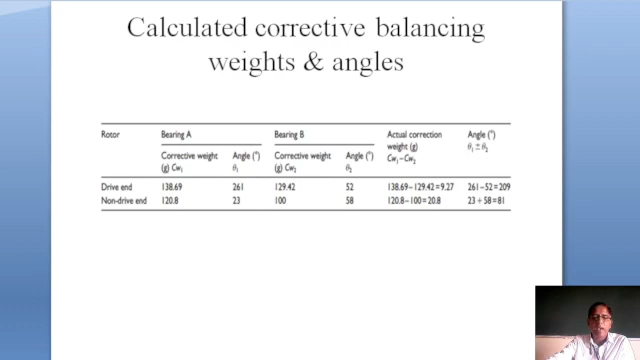 Calculated corrective balancing
weights & angles
Rotor Bearing A Bearing B Actual correction Angle (°)
weight (g) θ₁ ± θ₂
Corrective weight Angle (°) Corrective weight Angle (°) Cw₁−Cw₂
(g) Cw₁ θ₁ (g) Cw₂ θ₂
Drive end 138.69 261 129.42 52 138.69−129.42=9.27 261−52=209
Non-drive end 120.8 23 100 58 120.8−100=20.8 23+58=81